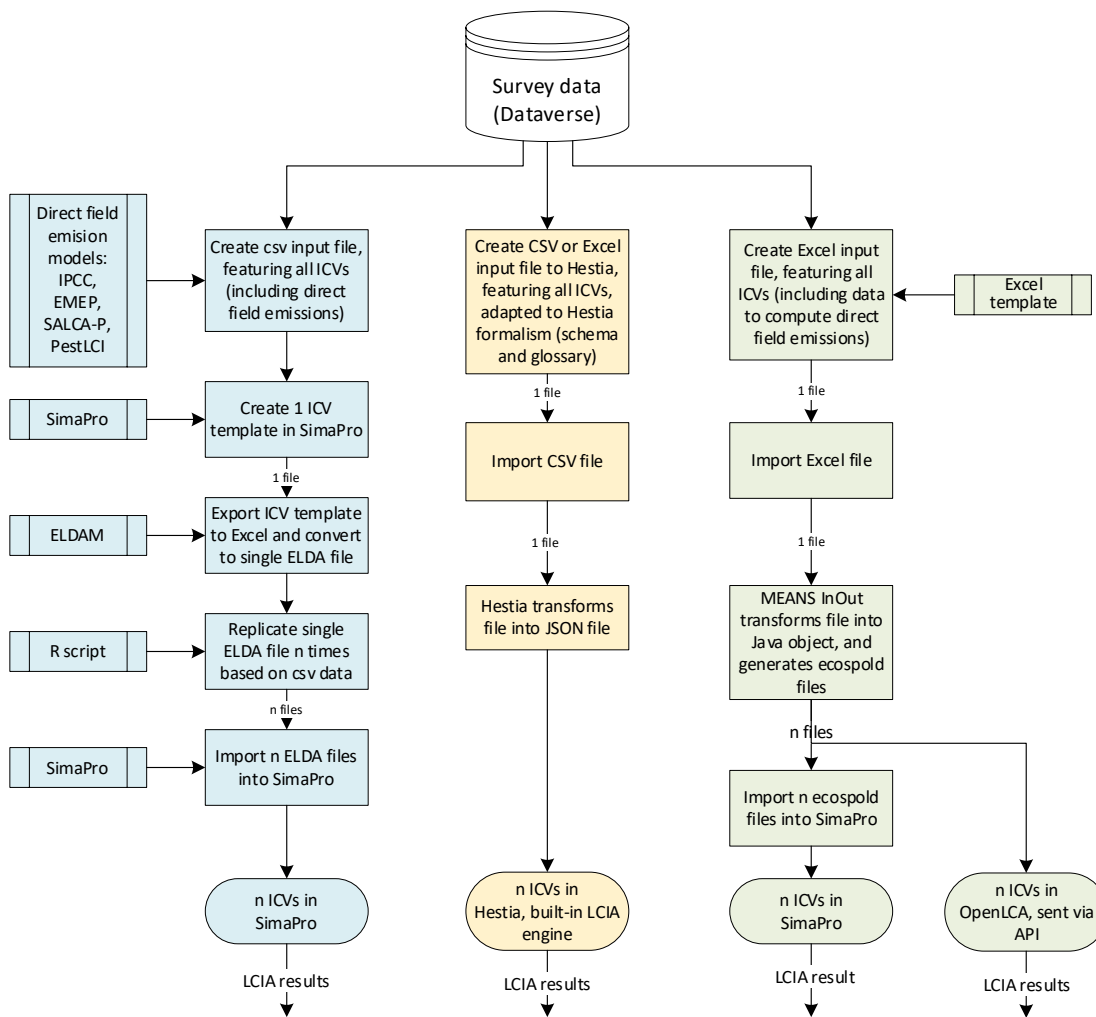 Survey data
(Dataverse)
Direct field
emision
models:
IPCC,
EMEP,
SALCA-P,
PestLCI
Create csv input file,
featuring all ICVs
(including direct
field emissions)
SimaPro
Create 1 ICV
template in SimaPro
1 file
ELDAM
Export ICV template
to Excel and convert
to single ELDA file
R script
Replicate single
ELDA file n times
based on csv data
n files
SimaPro
Import n ELDA files
into SimaPro
n ICVs in
SimaPro
LCIA results
Create CSV or Excel
input file to Hestia,
featuring all ICVs,
adapted to Hestia
formalism (schema
and glossary)
1 file
Import CSV file
1 file
Hestia transforms
file into JSON file
n ICVs in
Hestia, built-in LCIA
engine
LCIA results
Create Excel input
file, featuring all
ICVs (including data
to compute direct
field emissions)
Excel
template
1 file
Import Excel file
1 file
MEANS InOut
transforms file into
Java object, and
generates ecospold
files
n files
Import n ecospold
files into SimaPro
n ICVs in
SimaPro
LCIA result
n ICVs in
OpenLCA, sent via
API
LCIA results